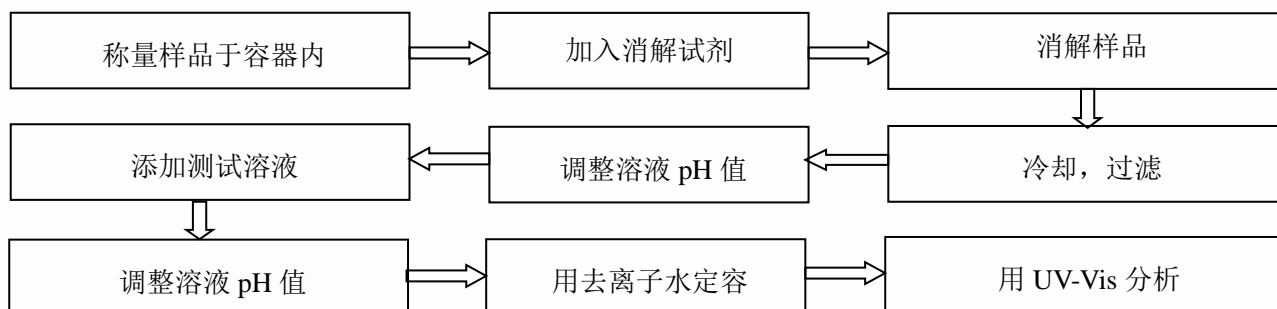 称量样品于容器内
加入消解试剂
消解样品
冷却，过滤
调整溶液 pH 值
添加测试溶液
调整溶液 pH 值
用去离子水定容
用 UV-Vis 分析